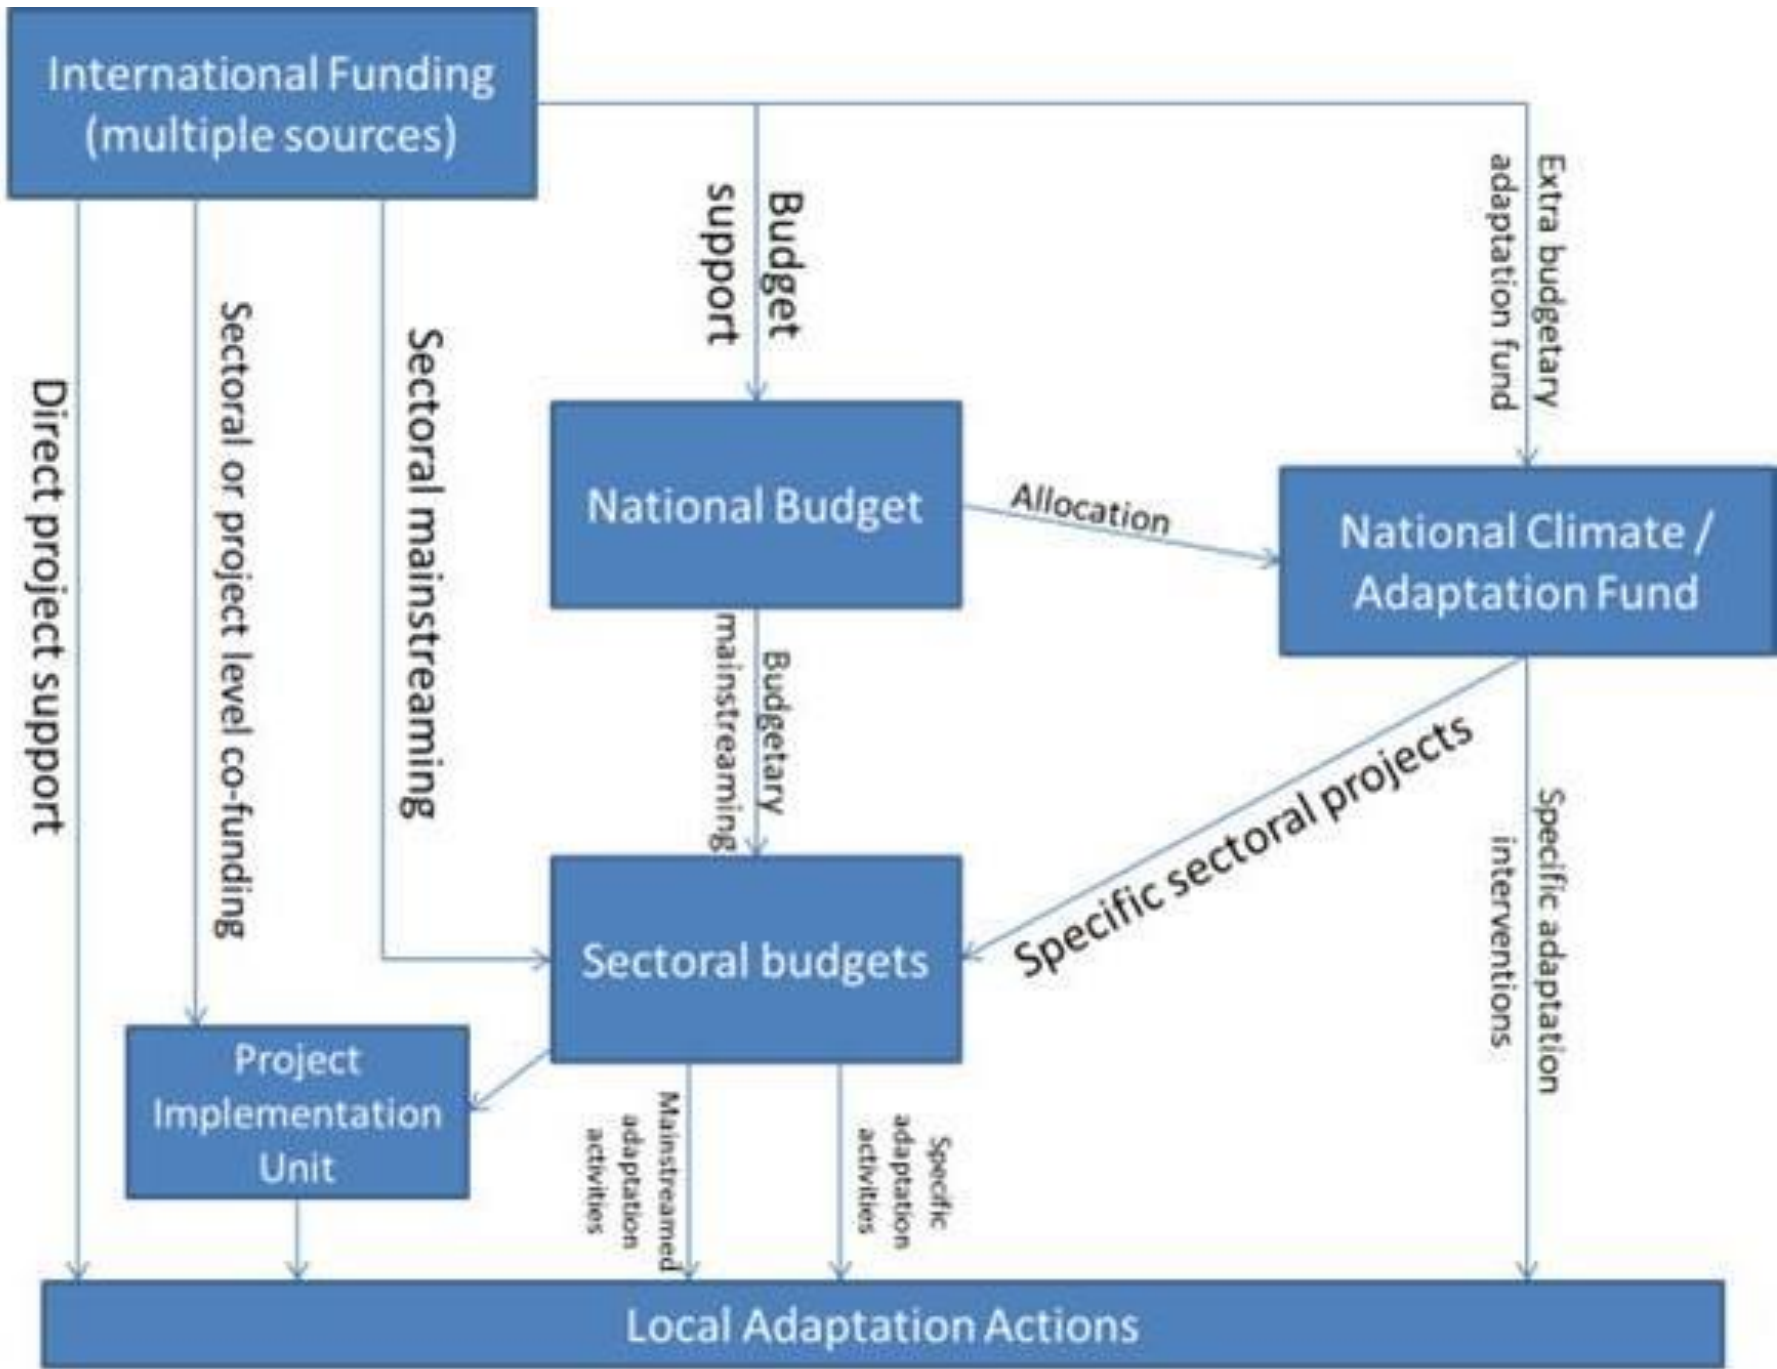 International Funding
(multiple sources)
Budget
support
Extra budgetary
adaptation fund
Direct project support
Sectoral or project level co-funding
Sectoral mainstreaming
National Budget
Allocation
National Climate /
Adaptation Fund
Budgetary
mainstreaming
Specific sectoral projects
Specific adaptation
interventions
Sectoral budgets
Project
Implementation
Unit
Mainstreamed
adaptation
activities
Specific
adaptation
activities
Local Adaptation Actions